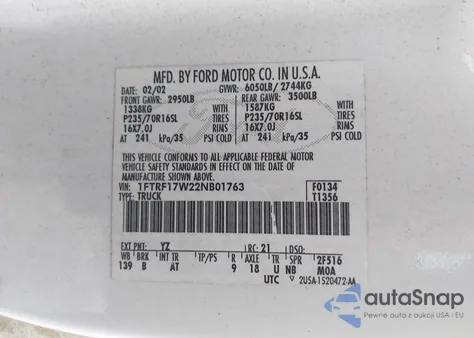 MFD. BY FORD MOTOR CO. IN U.S.A.
DATE: 02/02 GVWR: 6050LB/ 2744KG
FRONT GAWR: 2950LB REAR GAWR: 3500LB
1338KG WITH 1587KG WITH
P235/70R16SL TIRES P235/70R16SL TIRES
16X7.0J RIMS 16X7.0J RIMS
AT 241 kPa/35 PSI COLD AT 241 kPa/35 PSI COLD
THIS VEHICLE CONFORMS TO ALL APPLICABLE FEDERAL MOTOR
VEHICLE SAFETY STANDARDS IN EFFECT ON THE DATE OF
MANUFACTURE SHOWN ABOVE.
VIN: 1FTRF17W22NB01763 F0134
TYPE: TRUCK T1356
EXT PNT: YZ RC: 21 DSO:
WB BRK INT TR TP/PS R AXLE TR SPR 2F516
139 B AT 9 18 U NB M0A
UTC 2U5A-1520472-AA
autoSnap
Pewne auta z aukcji USA i EU